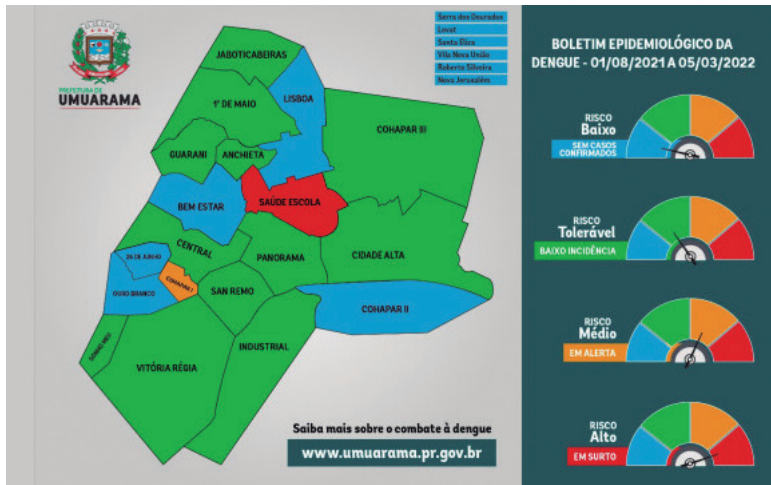 PREFEITURA DE
UMUARAMA
JABOTICABEIRAS
1º DE MAIO
LISBOA
COHAPAR III
GUARANI
ANCHIETA
BEM ESTAR
SAÚDE ESCOLA
CENTRAL
PANORAMA
CIDADE ALTA
26 DE JUNHO
OURO BRANCO
COHAPAR I
SAN REMO
COHAPAR II
SONHO MEU
VITÓRIA RÉGIA
INDUSTRIAL
Serra dos Dourados
Lovat
Santa Eliza
Vila Nova União
Roberto Silveira
Nova Jerusalém
Saiba mais sobre o combate à dengue
www.umuarama.pr.gov.br
BOLETIM EPIDEMIOLÓGICO DA
DENGUE - 01/08/2021 A 05/03/2022
RISCO
Baixo
SEM CASOS
CONFIRMADOS
RISCO
Tolerável
BAIXO INCIDÊNCIA
RISCO
Médio
EM ALERTA
RISCO
Alto
EM SURTO